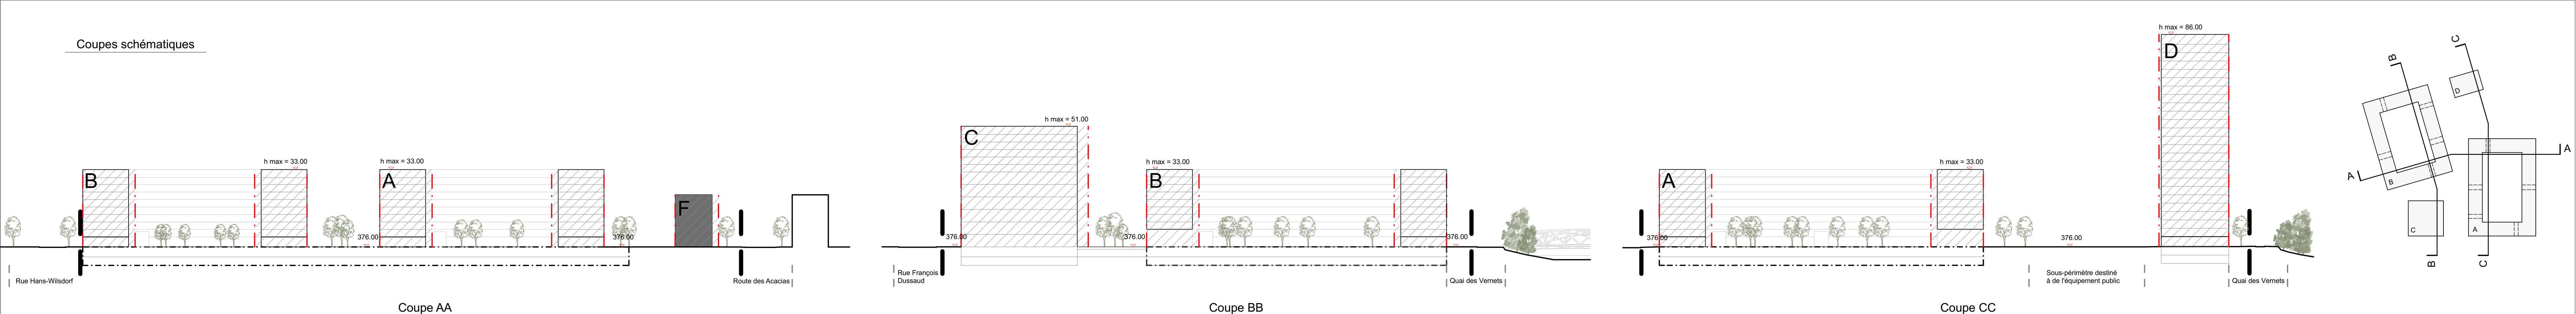 Coupes schématiques
B
h max = 33.00
h max = 33.00
A
376.00
376.00
F
Rue Hans-Wilsdorf
Route des Acacias
Coupe AA
h max = 51.00
C
h max = 33.00
B
376.00
376.00
376.00
Rue François
Dussaud
Quai des Vernets
Coupe BB
A
h max = 33.00
h max = 86.00
D
376.00
376.00
Sous-périmètre destiné
à de l'équipement public
Quai des Vernets
Coupe CC
C
B
D
A
A
B
C
A
B
C